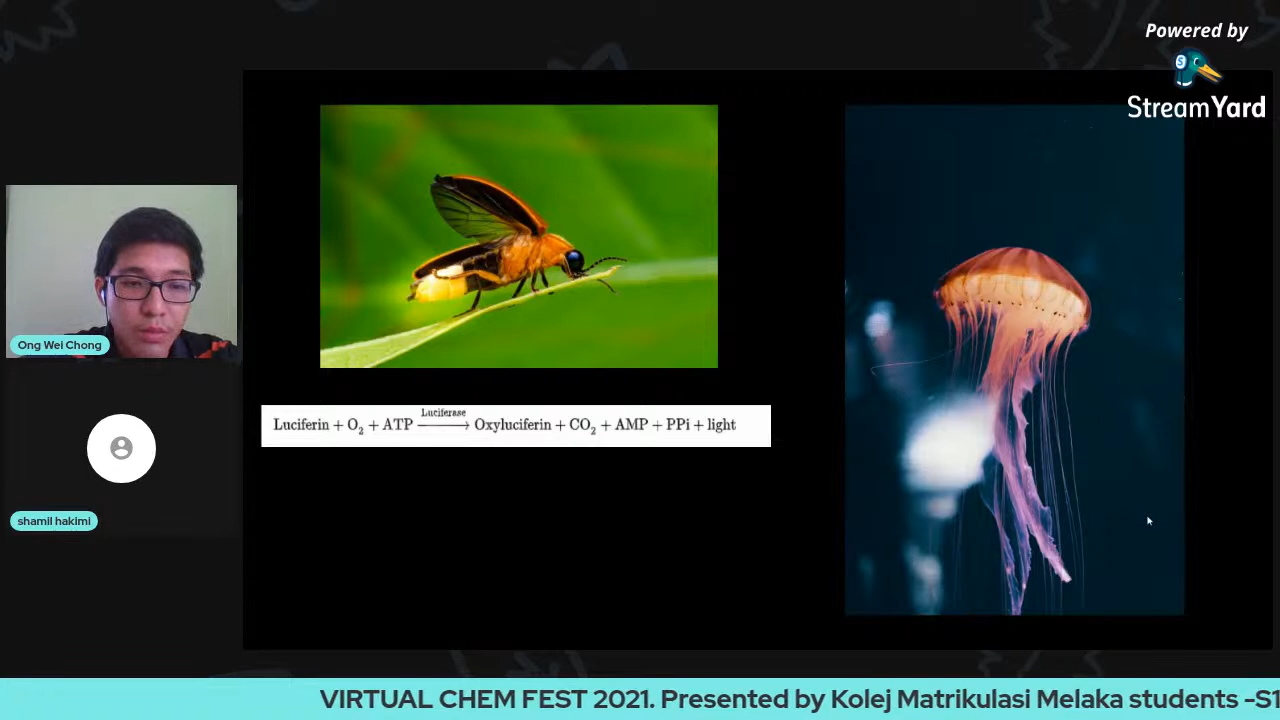 Powered by
StreamYard
Ong Wei Chong
Luciferin + O₂ + ATP —Luciferase→ Oxyluciferin + CO₂ + AMP + PPi + light
shamil hakimi
VIRTUAL CHEM FEST 2021. Presented by Kolej Matrikulasi Melaka students -S1